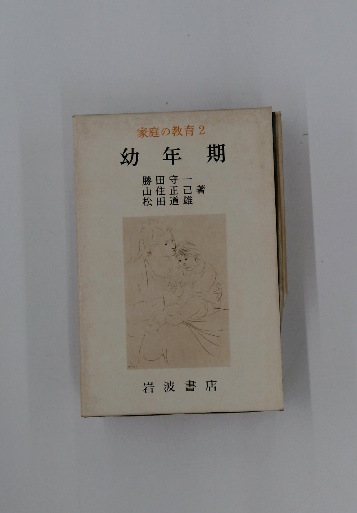 家庭の教育2
幼年期
勝田守一
山住正己著
松田道雄
岩波書店